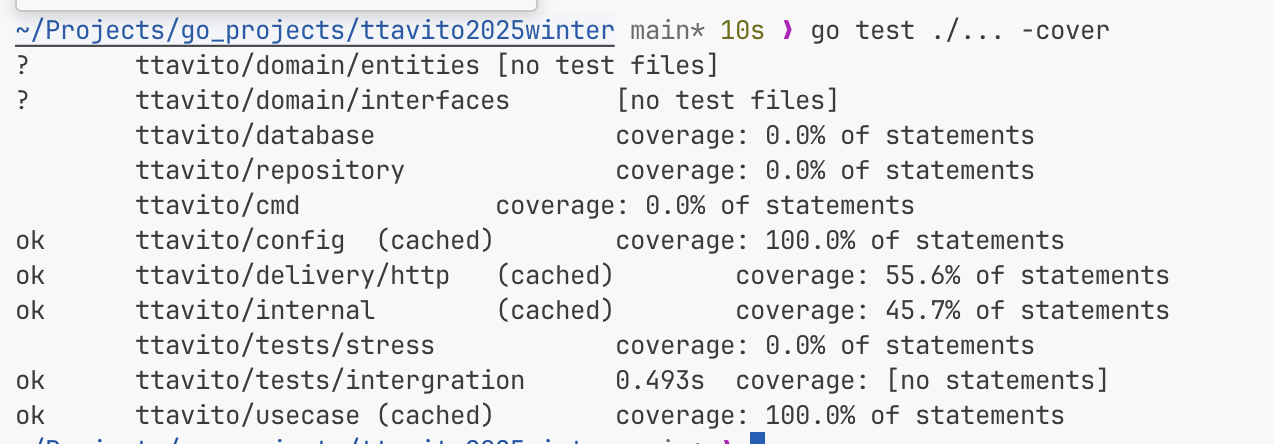 ~/Projects/go_projects/ttavito2025winter main* 10s ❯ go test ./... -cover
? ttavito/domain/entities [no test files]
? ttavito/domain/interfaces [no test files]
ttavito/database coverage: 0.0% of statements
ttavito/repository coverage: 0.0% of statements
ttavito/cmd coverage: 0.0% of statements
ok ttavito/config (cached) coverage: 100.0% of statements
ok ttavito/delivery/http (cached) coverage: 55.6% of statements
ok ttavito/internal (cached) coverage: 45.7% of statements
ttavito/tests/stress coverage: 0.0% of statements
ok ttavito/tests/intergration 0.493s coverage: [no statements]
ok ttavito/usecase (cached) coverage: 100.0% of statements